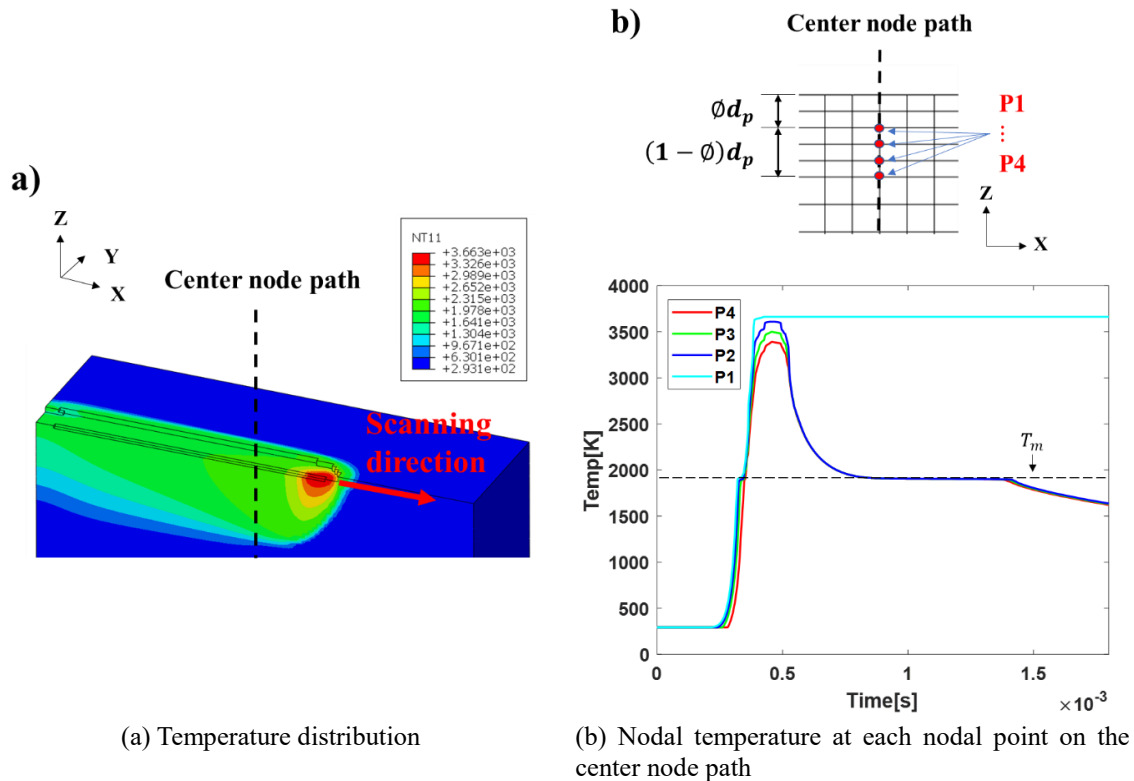 a)
Z
Y
X
Center node path
NT11
+3.663e+03
+3.326e+03
+2.989e+03
+2.652e+03
+2.315e+03
+1.978e+03
+1.641e+03
+1.304e+03
+9.671e+02
+6.301e+02
+2.931e+02
Scanning
direction
(a) Temperature distribution
b)
Center node path
∅d_p
(1 − ∅)d_p
P1
⋮
P4
Z
X
4000
3500
3000
2500
2000
1500
1000
500
0
Temp[K]
P4
P3
P2
P1
T_m
0
0.5
1
1.5
×10⁻³
Time[s]
(b) Nodal temperature at each nodal point on the
center node path